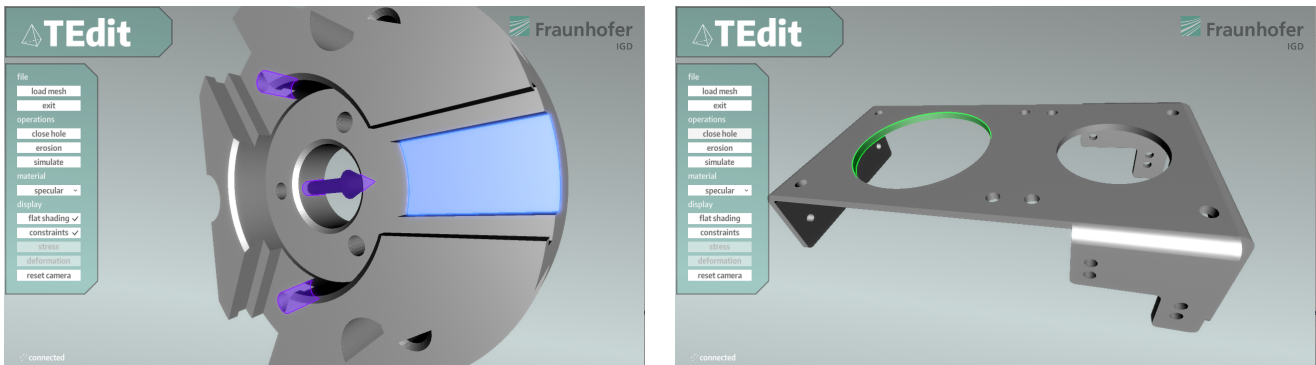 TEdit
Fraunhofer
IGD
file
load mesh
exit
operations
close hole
erosion
simulate
material
specular
display
flat shading
constraints
stress
deformation
reset camera
connected
TEdit
Fraunhofer
IGD
file
load mesh
exit
operations
close hole
erosion
simulate
material
specular
display
flat shading
constraints
stress
deformation
reset camera
connected